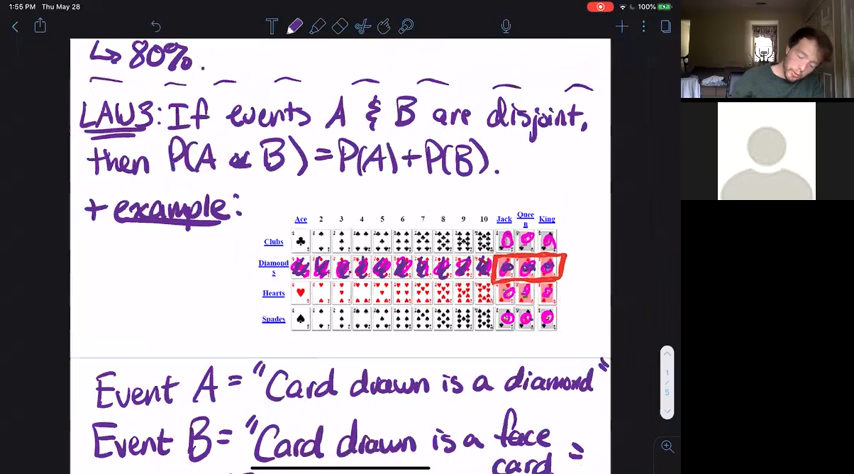 1:55 PM Thu May 28
100%
↳ 80%.
LAW 3: If events A & B are disjoint,
then P(A or B) = P(A) + P(B).
+ example:
Ace 2 3 4 5 6 7 8 9 10 Jack Queen King
Clubs
Diamonds
Hearts
Spades
Event A = "Card drawn is a diamond"
Event B = "Card drawn is a face
card =